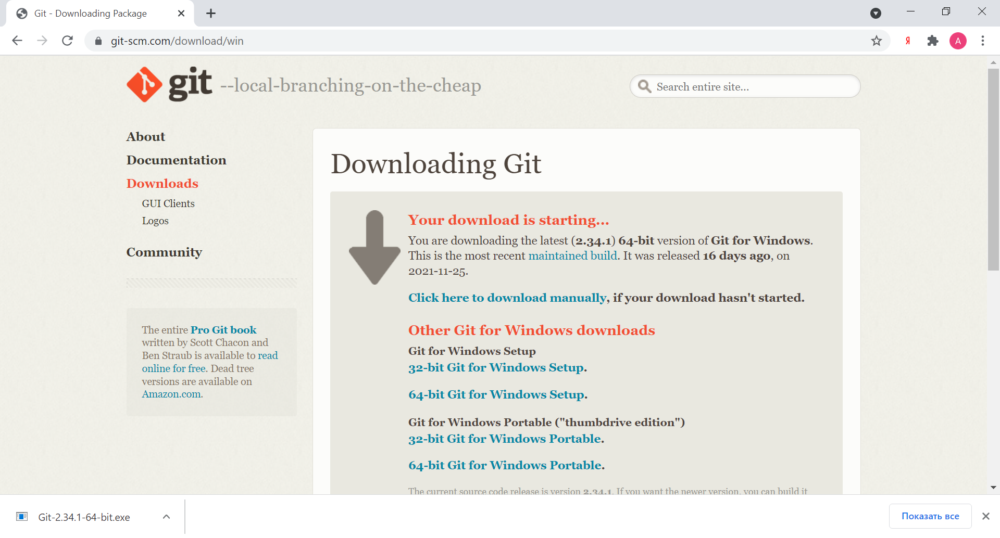 Git - Downloading Package
git-scm.com/download/win
Я
A
git --local-branching-on-the-cheap
Search entire site...
About
Documentation
Downloads
GUI Clients
Logos
Community
The entire Pro Git book
written by Scott Chacon and
Ben Straub is available to read
online for free. Dead tree
versions are available on
Amazon.com.
Downloading Git
Your download is starting...
You are downloading the latest (2.34.1) 64-bit version of Git for Windows.
This is the most recent maintained build. It was released 16 days ago, on
2021-11-25.
Click here to download manually, if your download hasn't started.
Other Git for Windows downloads
Git for Windows Setup
32-bit Git for Windows Setup.
64-bit Git for Windows Setup.
Git for Windows Portable ("thumbdrive edition")
32-bit Git for Windows Portable.
64-bit Git for Windows Portable.
The current source code release is version 2.34.1. If you want the newer version, you can build it
Git-2.34.1-64-bit.exe
Показать все